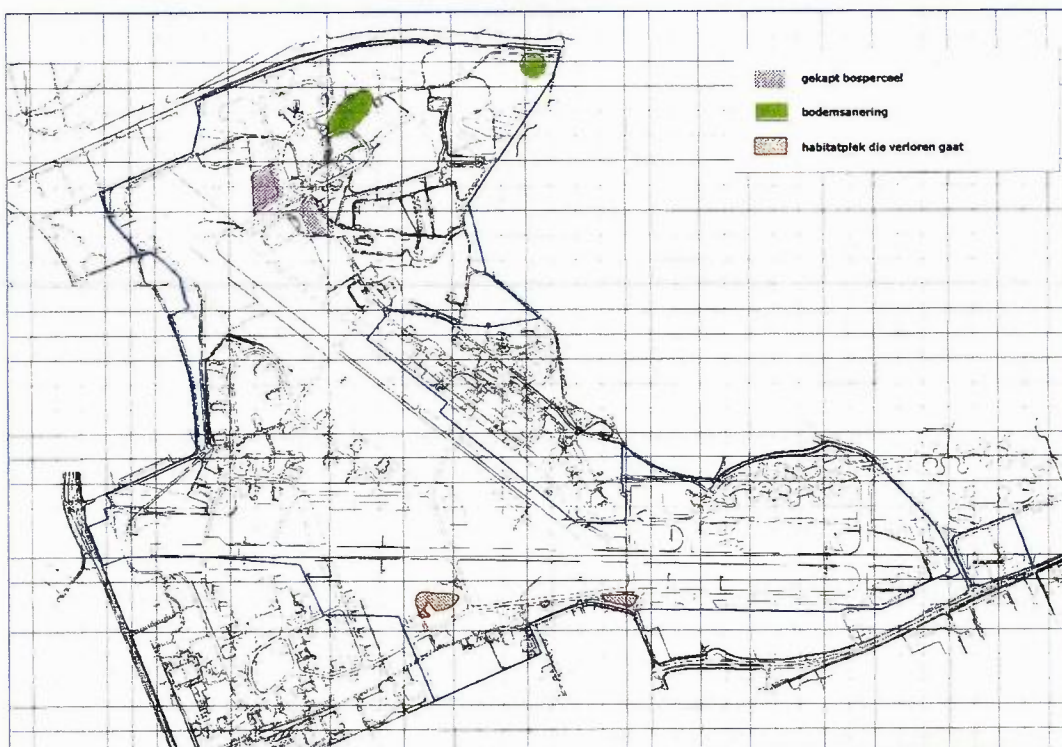 gekapt bosperceel
bodemsanering
habitatplek die verloren gaat